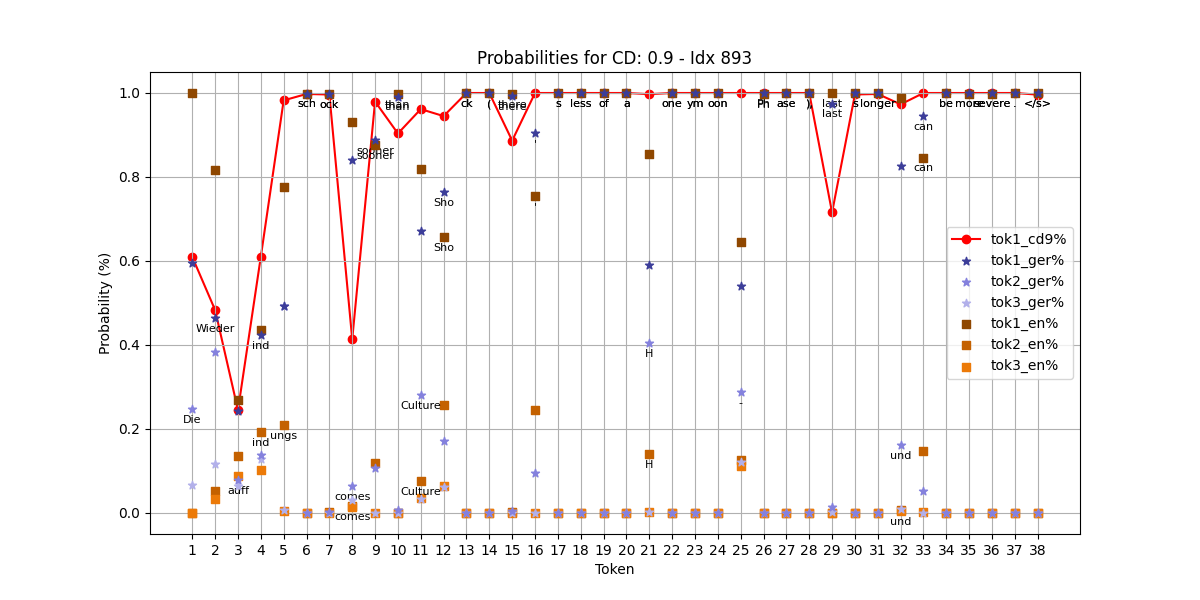 Probabilities for CD: 0.9 - Idx 893
Probability (%)
1.0
0.8
0.6
0.4
0.2
0.0
sch ock than ck ( there s less of a one ym oon Ph ase ) last s longer be more severe . </s>
than there last
sooner
sooner
can
can
Sho
Sho
Wieder
ind
H
Culture
Die
ind
ungs
H
und
auff
comes
Culture
comes
und
tok1_cd9%
tok1_ger%
tok2_ger%
tok3_ger%
tok1_en%
tok2_en%
tok3_en%
1 2 3 4 5 6 7 8 9 10 11 12 13 14 15 16 17 18 19 20 21 22 23 24 25 26 27 28 29 30 31 32 33 34 35 36 37 38
Token